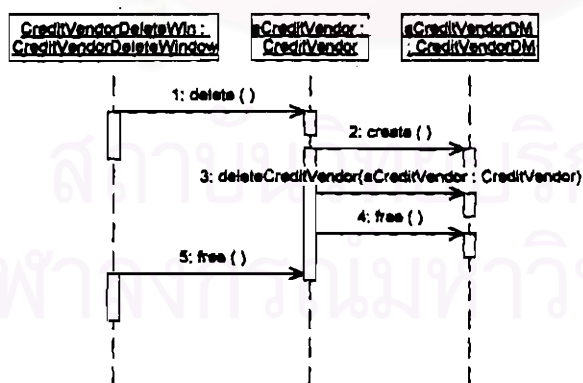 CreditVendorDeleteWin :
CreditVendorDeleteWindow
aCreditVendor :
CreditVendor
aCreditVendorDM
: CreditVendorDM
1: delete ( )
2: create ( )
3: deleteCreditVendor(aCreditVendor : CreditVendor)
4: free ( )
5: free ( )